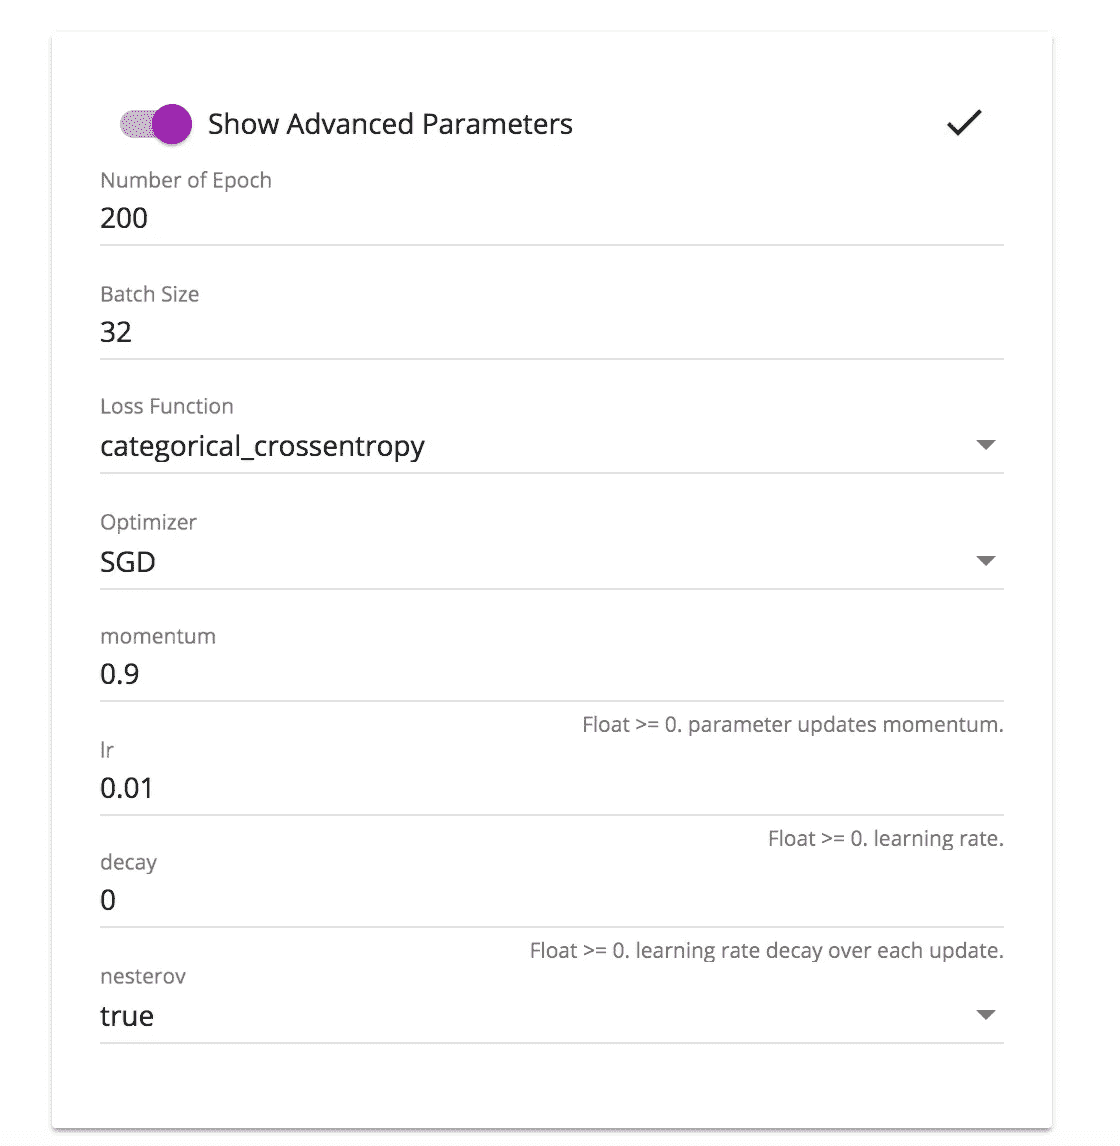 Show Advanced Parameters
Number of Epoch
200
Batch Size
32
Loss Function
categorical_crossentropy
Optimizer
SGD
momentum
0.9
Float >= 0. parameter updates momentum.
lr
0.01
Float >= 0. learning rate.
decay
0
Float >= 0. learning rate decay over each update.
nesterov
true